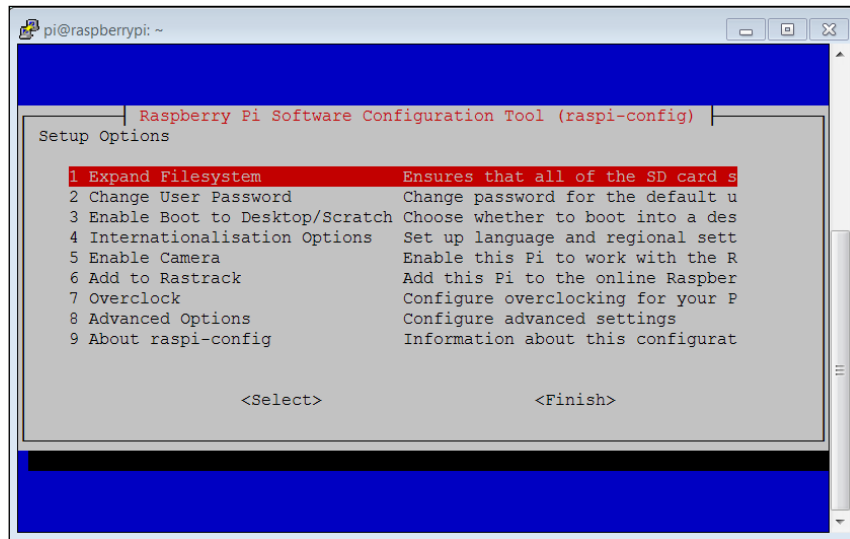 pi@raspberrypi: ~
Raspberry Pi Software Configuration Tool (raspi-config)
Setup Options
1 Expand Filesystem Ensures that all of the SD card s
2 Change User Password Change password for the default u
3 Enable Boot to Desktop/Scratch Choose whether to boot into a des
4 Internationalisation Options Set up language and regional sett
5 Enable Camera Enable this Pi to work with the R
6 Add to Rastrack Add this Pi to the online Raspber
7 Overclock Configure overclocking for your P
8 Advanced Options Configure advanced settings
9 About raspi-config Information about this configurat
<Select> <Finish>